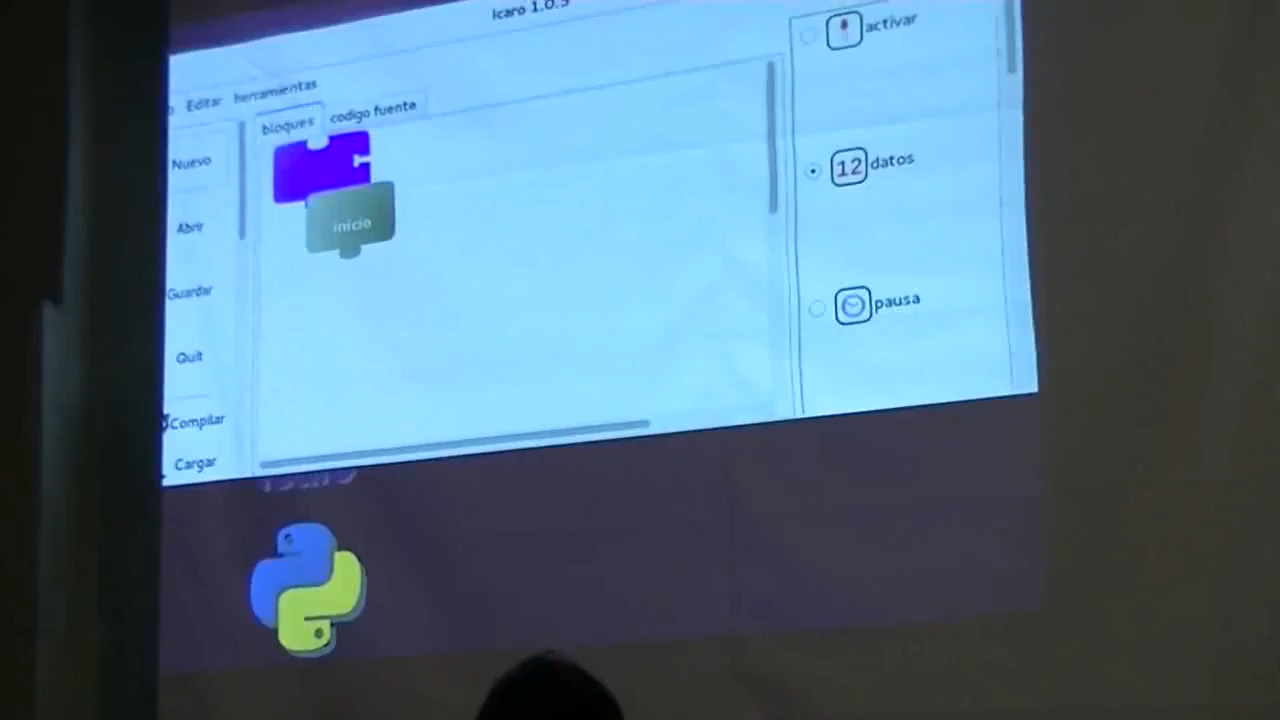 Icaro 1.0.5
Editar herramientas
bloques codigo fuente
Nuevo
Abrir
Guardar
Quit
Compilar
Cargar
inicio
activar
12 datos
pausa